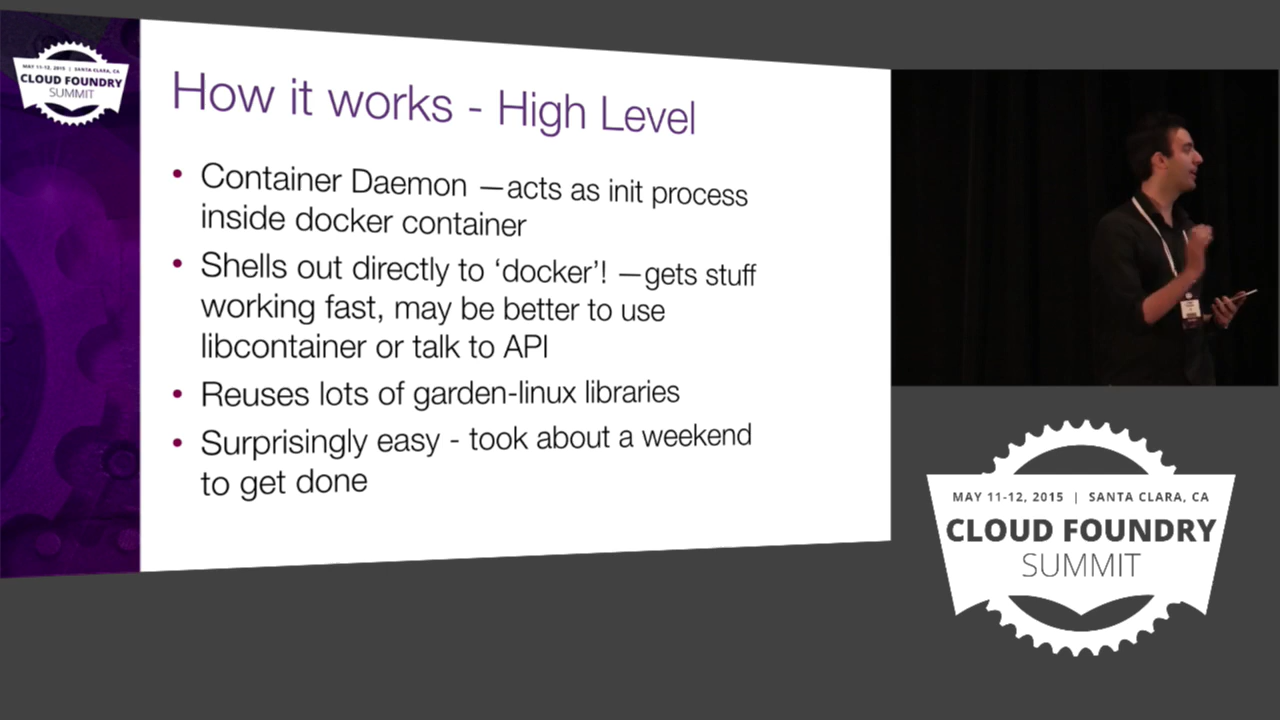 MAY 11-12, 2015 | SANTA CLARA, CA
CLOUD FOUNDRY
SUMMIT
How it works - High Level
• Container Daemon —acts as init process
inside docker container
• Shells out directly to ‘docker’! —gets stuff
working fast, may be better to use
libcontainer or talk to API
• Reuses lots of garden-linux libraries
• Surprisingly easy - took about a weekend
to get done
MAY 11-12, 2015 | SANTA CLARA, CA
CLOUD FOUNDRY
SUMMIT